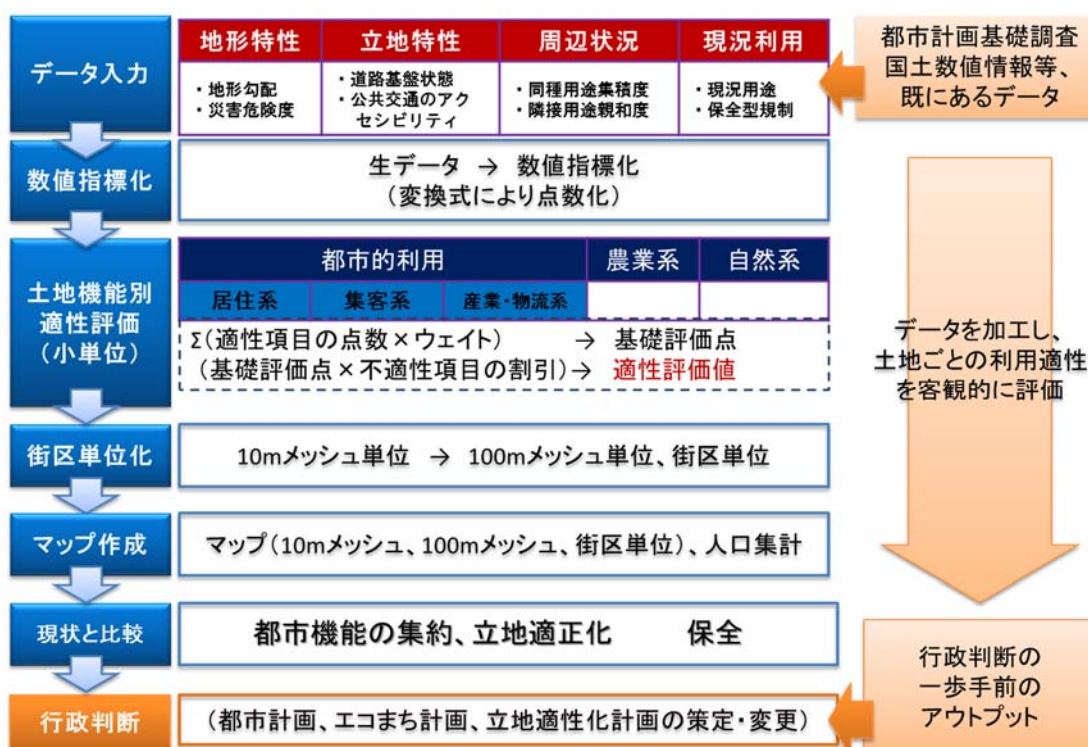 データ入力
地形特性
立地特性
周辺状況
現況利用
・地形勾配
・災害危険度
・道路基盤状態
・公共交通のアク
セシビリティ
・同種用途集積度
・隣接用途親和度
・現況用途
・保全型規制
都市計画基礎調査
国土数値情報等、
既にあるデータ
数値指標化
生データ → 数値指標化
(変換式により点数化)
土地機能別
適性評価
(小単位)
都市的利用
農業系
自然系
居住系
集客系
産業・物流系
Σ(適性項目の点数×ウェイト) → 基礎評価点
(基礎評価点×不適性項目の割引)→ 適性評価値
データを加工し、
土地ごとの利用適性
を客観的に評価
街区単位化
10mメッシュ単位 → 100mメッシュ単位、街区単位
マップ作成
マップ(10mメッシュ、100mメッシュ、街区単位)、人口集計
現状と比較
都市機能の集約、立地適正化 保全
行政判断
(都市計画、エコまち計画、立地適性化計画の策定・変更)
行政判断の
一歩手前の
アウトプット